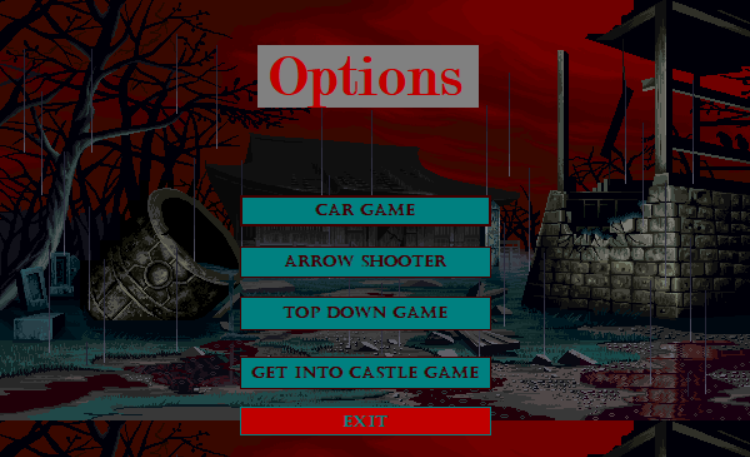 Options
CAR GAME
ARROW SHOOTER
TOP DOWN GAME
GET INTO CASTLE GAME
EXIT